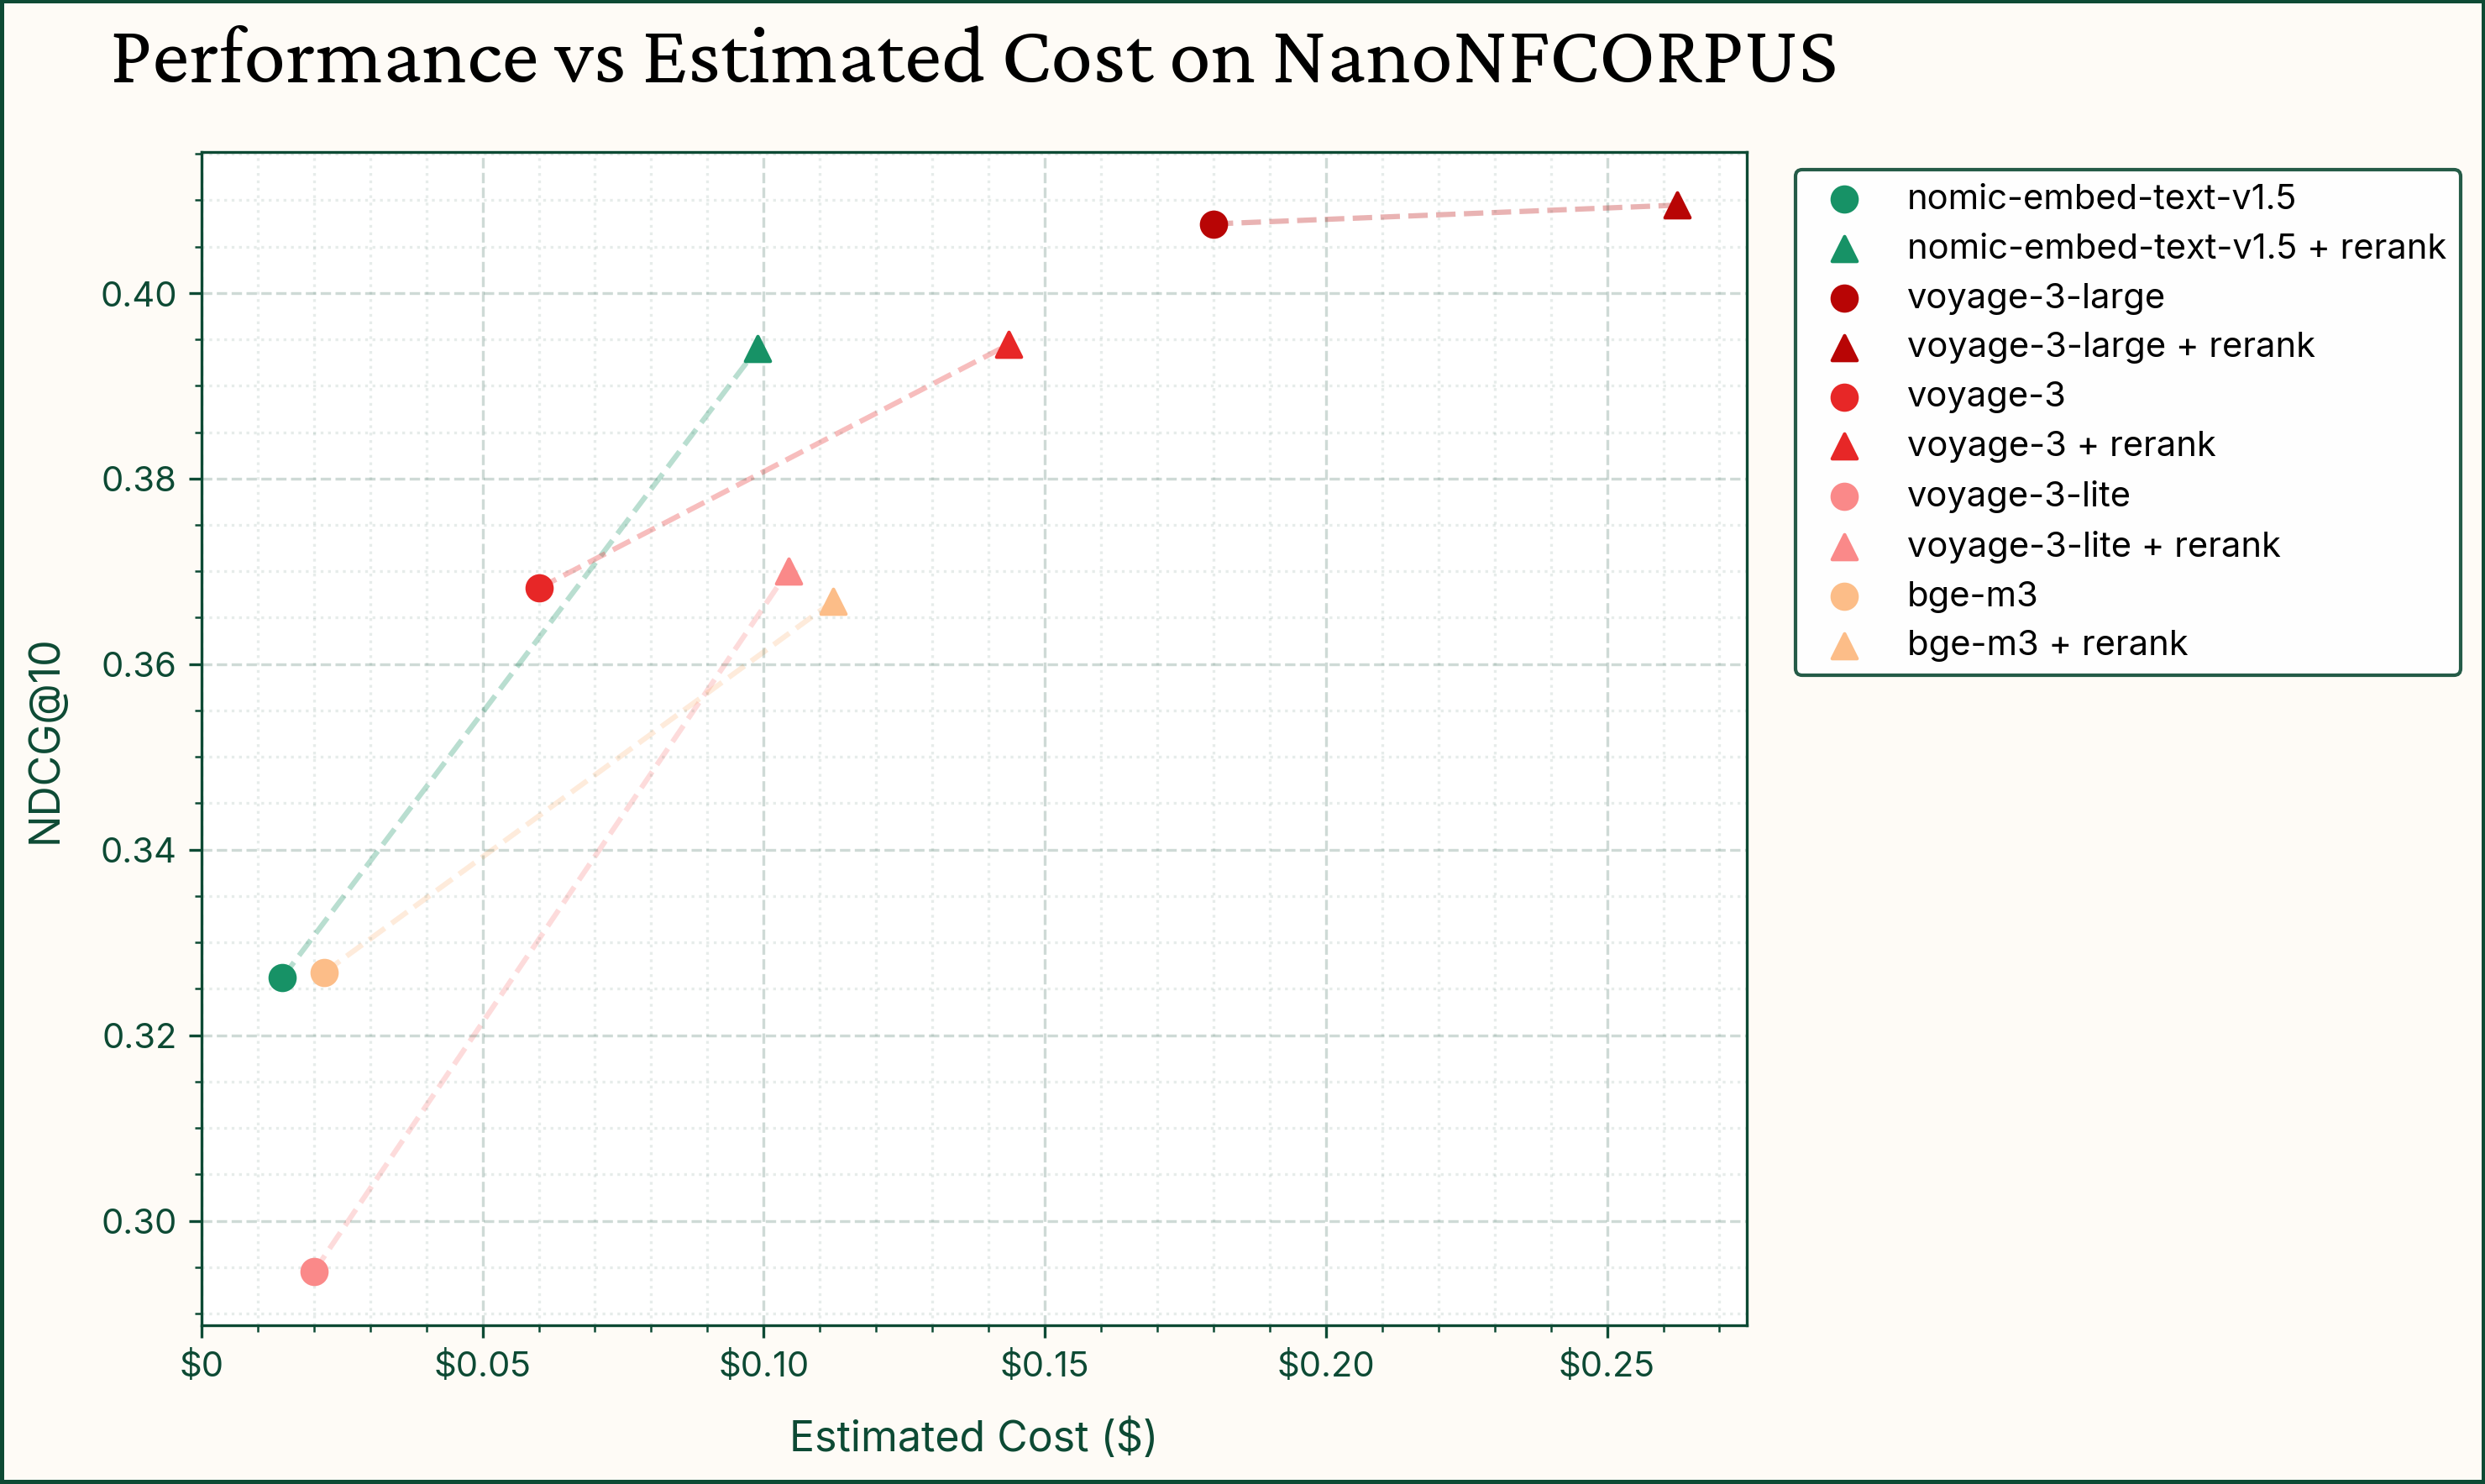 Performance vs Estimated Cost on NanoNFCORPUS
nomic-embed-text-v1.5
nomic-embed-text-v1.5 + rerank
voyage-3-large
voyage-3-large + rerank
voyage-3
voyage-3 + rerank
voyage-3-lite
voyage-3-lite + rerank
bge-m3
bge-m3 + rerank
NDCG@10
0.40
0.38
0.36
0.34
0.32
0.30
$0
$0.05
$0.10
$0.15
$0.20
$0.25
Estimated Cost ($)